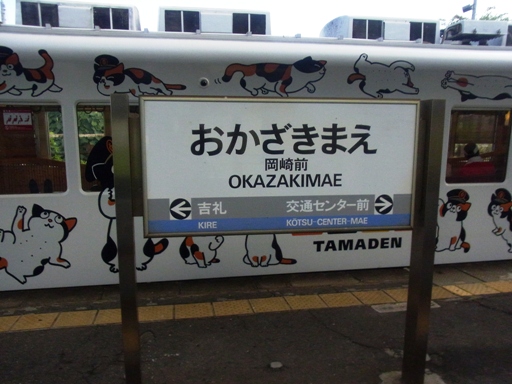 おかざきまえ
岡崎前
OKAZAKIMAE
吉礼 交通センター前
KIRE KŌTSU-CENTER-MAE
TAMADEN